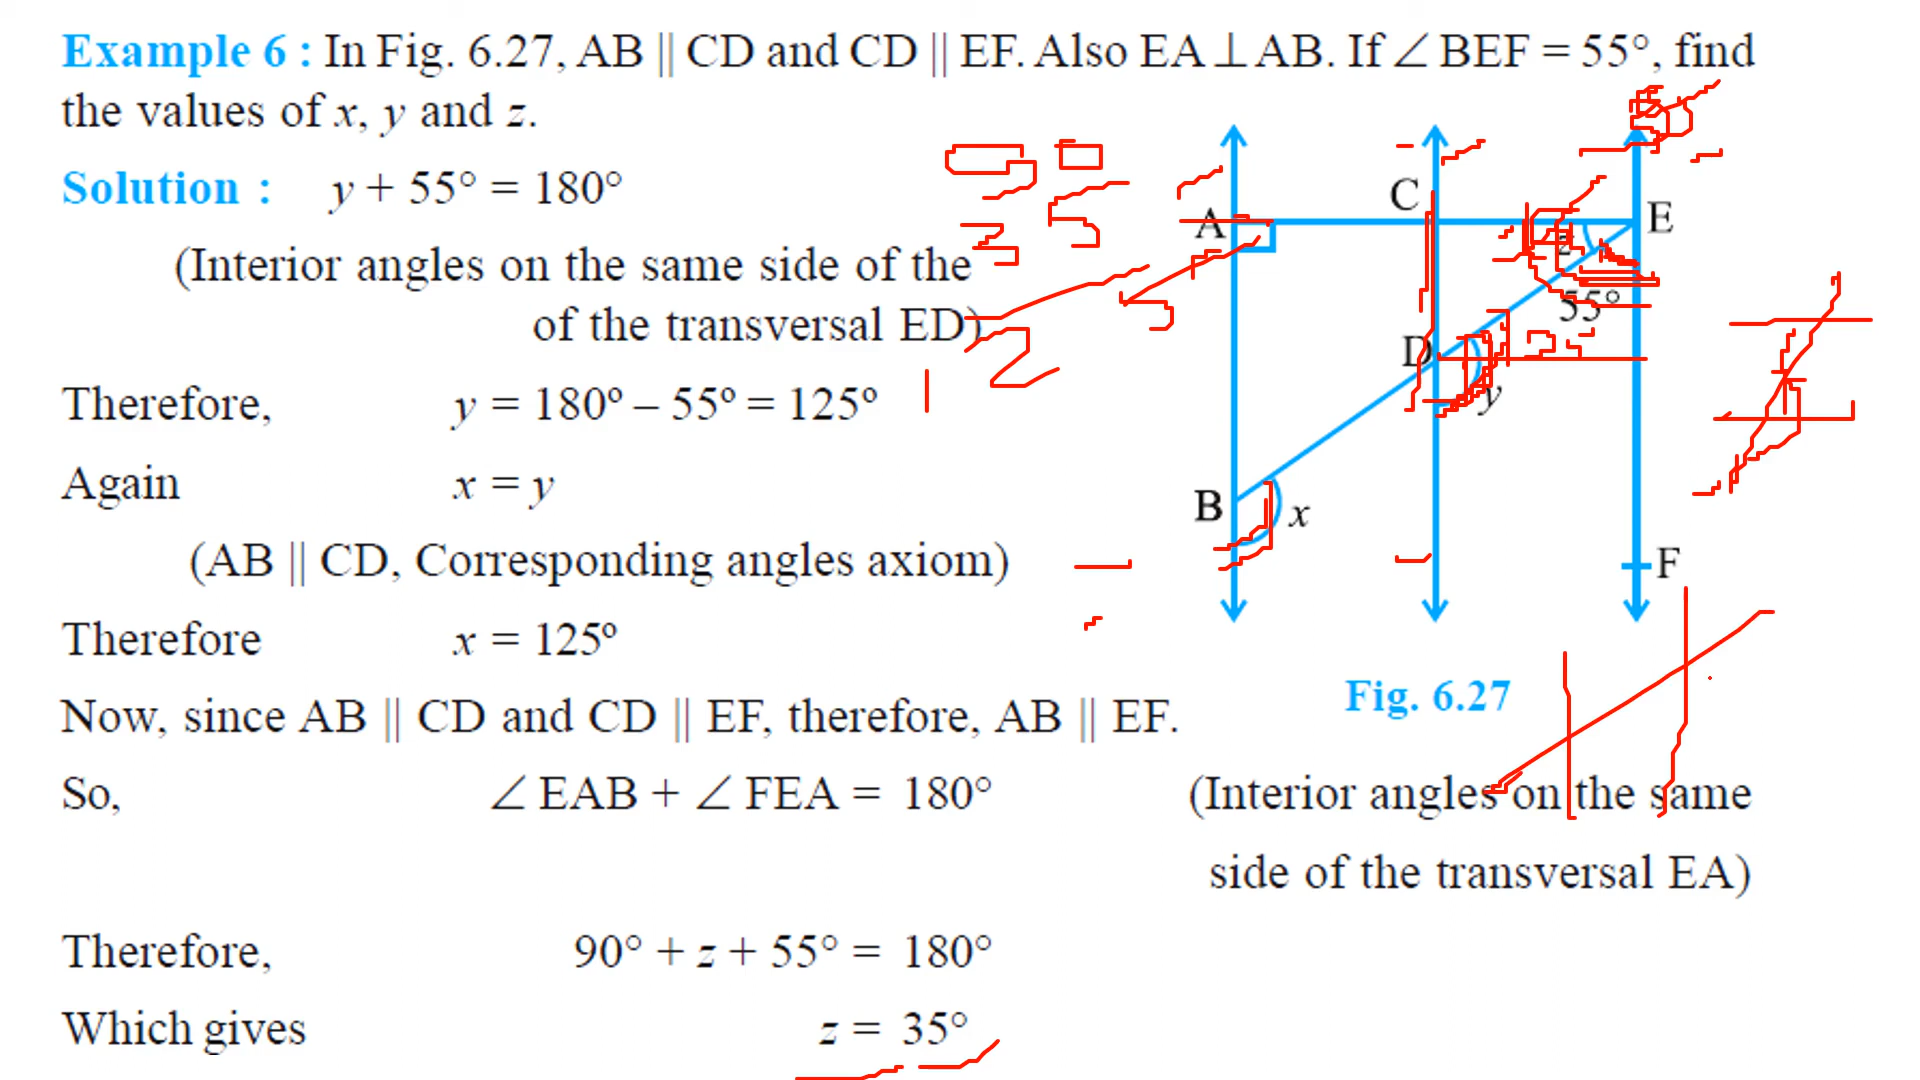 Example 6 : In Fig. 6.27, AB || CD and CD || EF. Also EA ⊥ AB. If ∠ BEF = 55°, find
the values of x, y and z.
Solution : y + 55° = 180°
(Interior angles on the same side of the
of the transversal ED)
Therefore, y = 180º – 55º = 125º
Again x = y
(AB || CD, Corresponding angles axiom)
Therefore x = 125º
Now, since AB || CD and CD || EF, therefore, AB || EF.
So, ∠ EAB + ∠ FEA = 180° (Interior angles on the same
side of the transversal EA)
Therefore, 90° + z + 55° = 180°
Which gives z = 35°
A
C
E
z
55°
D
y
B
x
F
Fig. 6.27